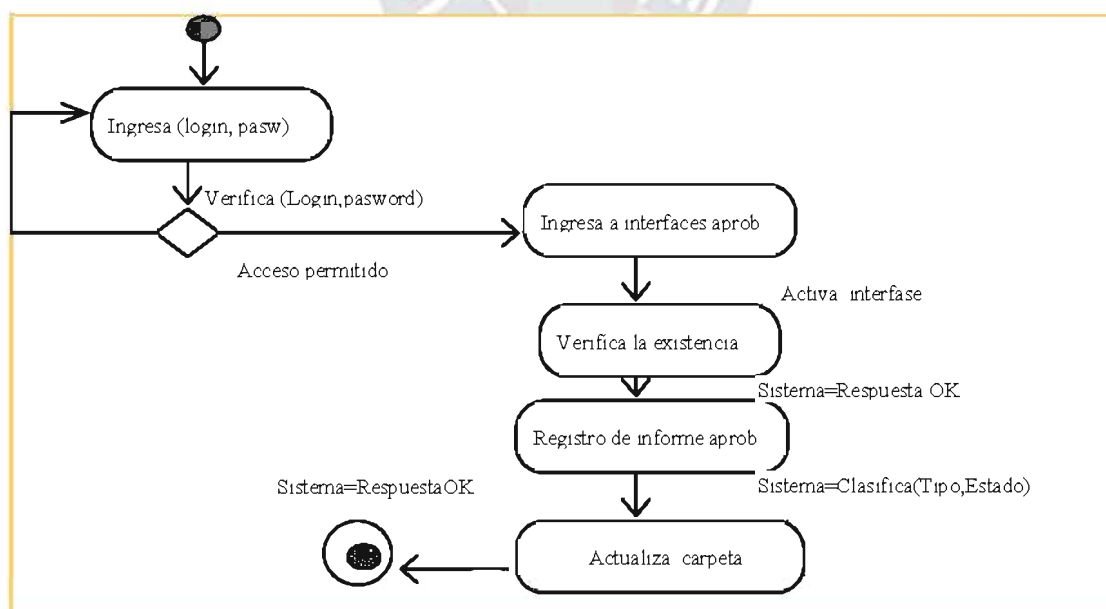 Ingresa (login, pasw)
Verifica (Login,pasword)
Ingresa a interfaces aprob
Acceso permitido
Activa interfase
Verifica la existencia
Sistema=Respuesta OK
Registro de informe aprob
Sistema=RespuestaOK
Sistema=Clasifica(Tipo,Estado)
Actualiza carpeta